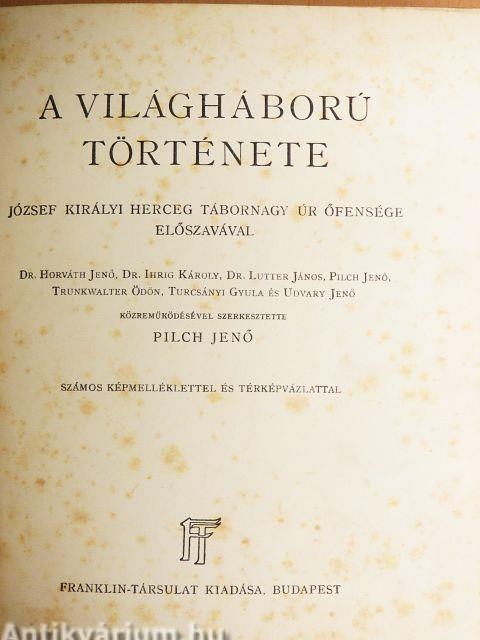 A VILÁGHÁBORÚ
TÖRTÉNETE
JÓZSEF KIRÁLYI HERCEG TÁBORNAGY ÚR ŐFENSÉGE
ELŐSZAVÁVAL
DR. HORVÁTH JENŐ, DR. IHRIG KÁROLY, DR. LUTTER JÁNOS, PILCH JENŐ,
TRUNKWALTER ÖDÖN, TURCSÁNYI GYULA ÉS UDVARY JENŐ
KÖZREMŰKÖDÉSÉVEL SZERKESZTETTE
PILCH JENŐ
SZÁMOS KÉPMELLÉKLETTEL ÉS TÉRKÉPVÁZLATTAL
FT
FRANKLIN-TÁRSULAT KIADÁSA, BUDAPEST
Antikvárium.hu